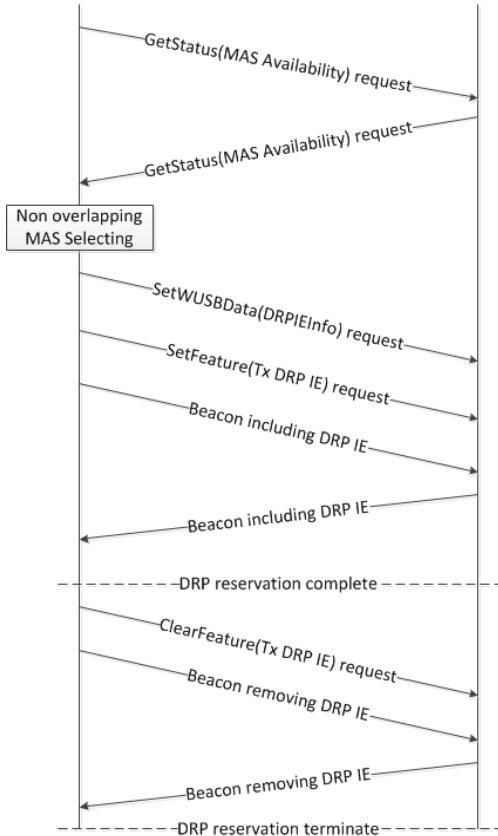 GetStatus(MAS Availability) request
GetStatus(MAS Availability) request
Non overlapping
MAS Selecting
SetWUSBData(DRPIEInfo) request
SetFeature(Tx DRP IE) request
Beacon including DRP IE
Beacon including DRP IE
DRP reservation complete
ClearFeature(Tx DRP IE) request
Beacon removing DRP IE
Beacon removing DRP IE
DRP reservation terminate